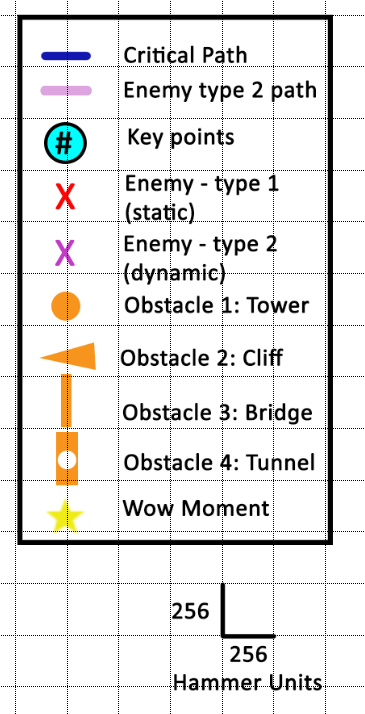 Critical Path
Enemy type 2 path
# Key points
X Enemy - type 1
(static)
X Enemy - type 2
(dynamic)
Obstacle 1: Tower
Obstacle 2: Cliff
Obstacle 3: Bridge
Obstacle 4: Tunnel
Wow Moment
256
256
Hammer Units